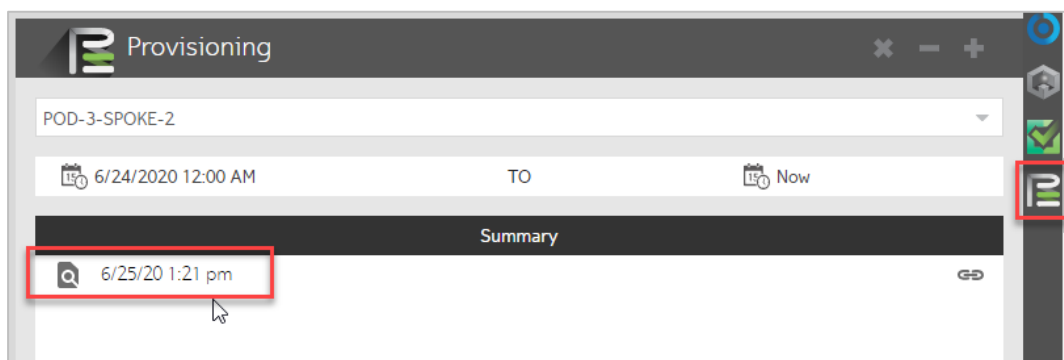 Provisioning
POD-3-SPOKE-2
6/24/2020 12:00 AM TO Now
Summary
6/25/20 1:21 pm